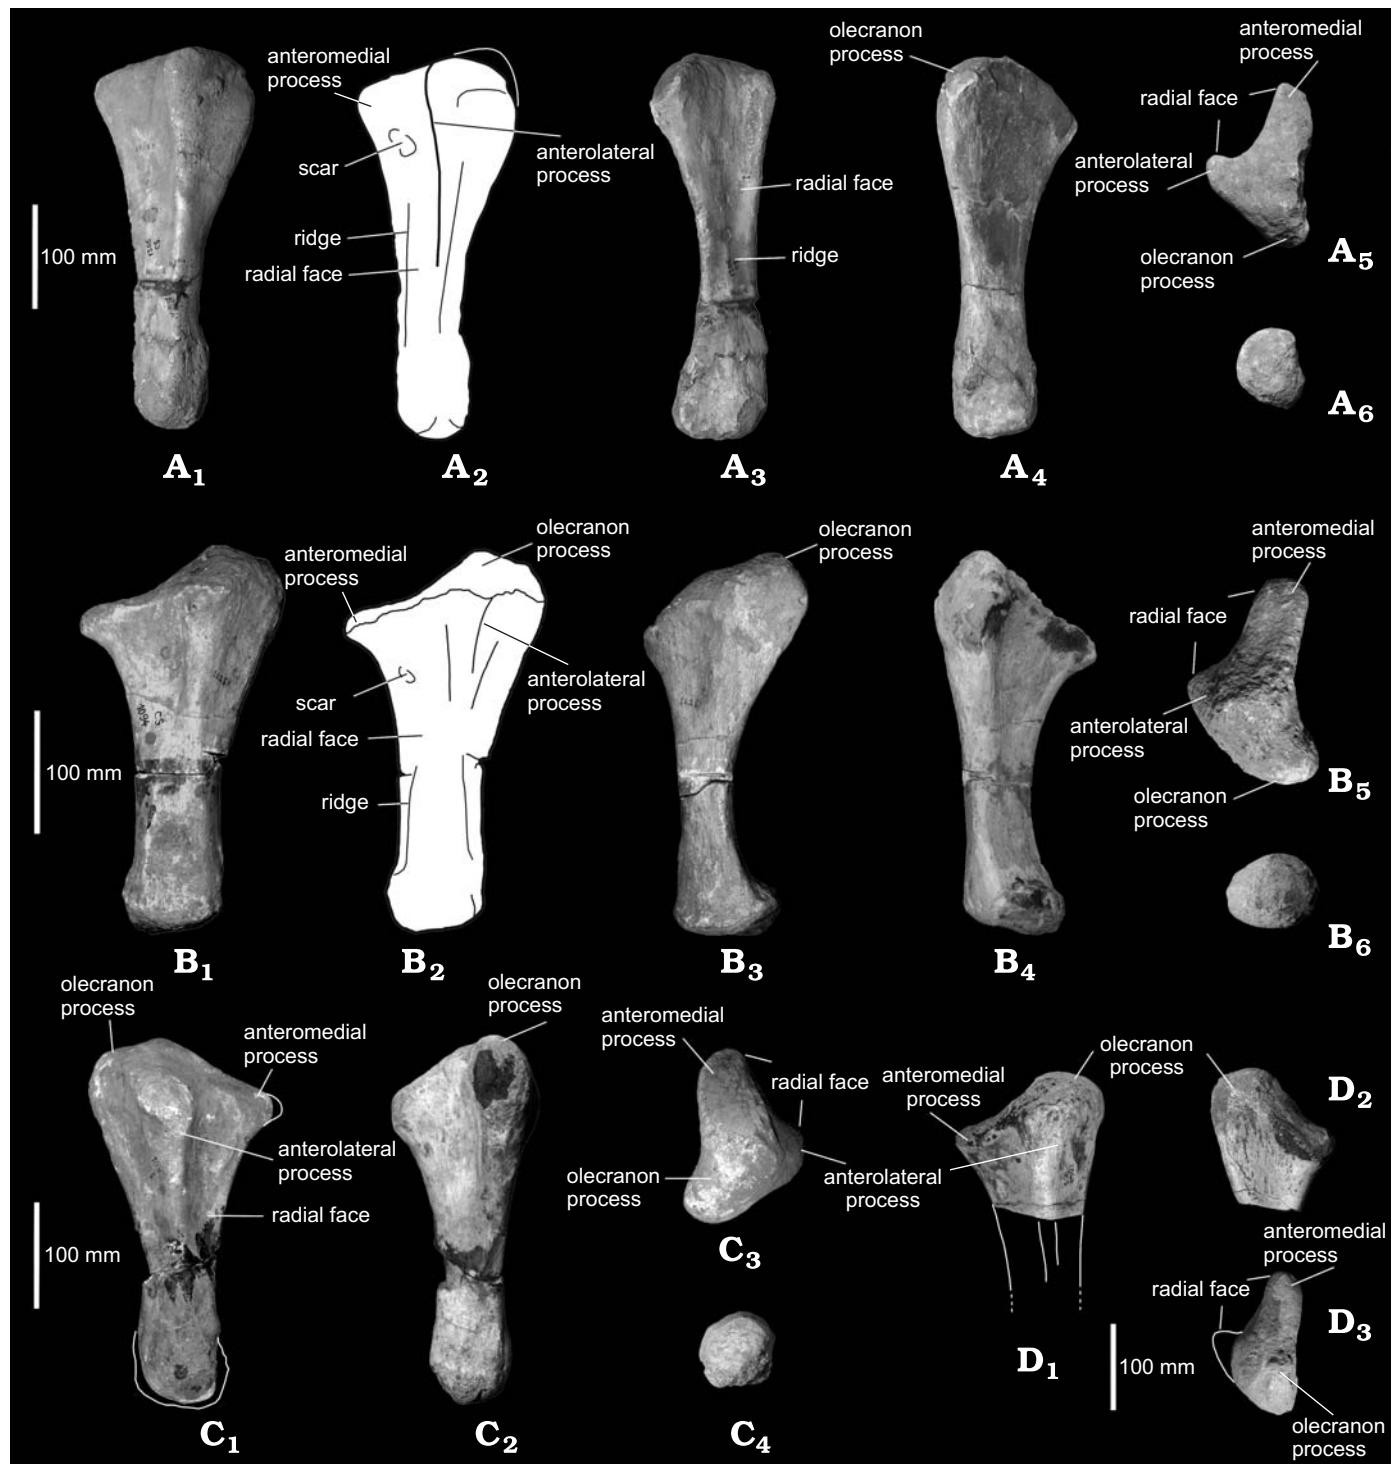 olecranon
process
anteromedial
process
anteromedial
process
radial face
scar
anterolateral
process
radial face
anterolateral
process
ridge
radial face
ridge
olecranon
process
100 mm
A5
A6
A1
A2
A3
A4
olecranon
process
olecranon
process
anteromedial
process
anteromedial
process
radial face
scar
anterolateral
process
radial face
anterolateral
process
100 mm
ridge
olecranon
process
B5
B6
B1
B2
B3
B4
olecranon
process
olecranon
process
anteromedial
process
anteromedial
process
radial face
anteromedial
process
olecranon
process
D2
anterolateral
process
olecranon
process
anterolateral
process
radial face
100 mm
C3
anteromedial
process
radial face
D3
D1
100 mm
C1
C2
C4
olecranon
process